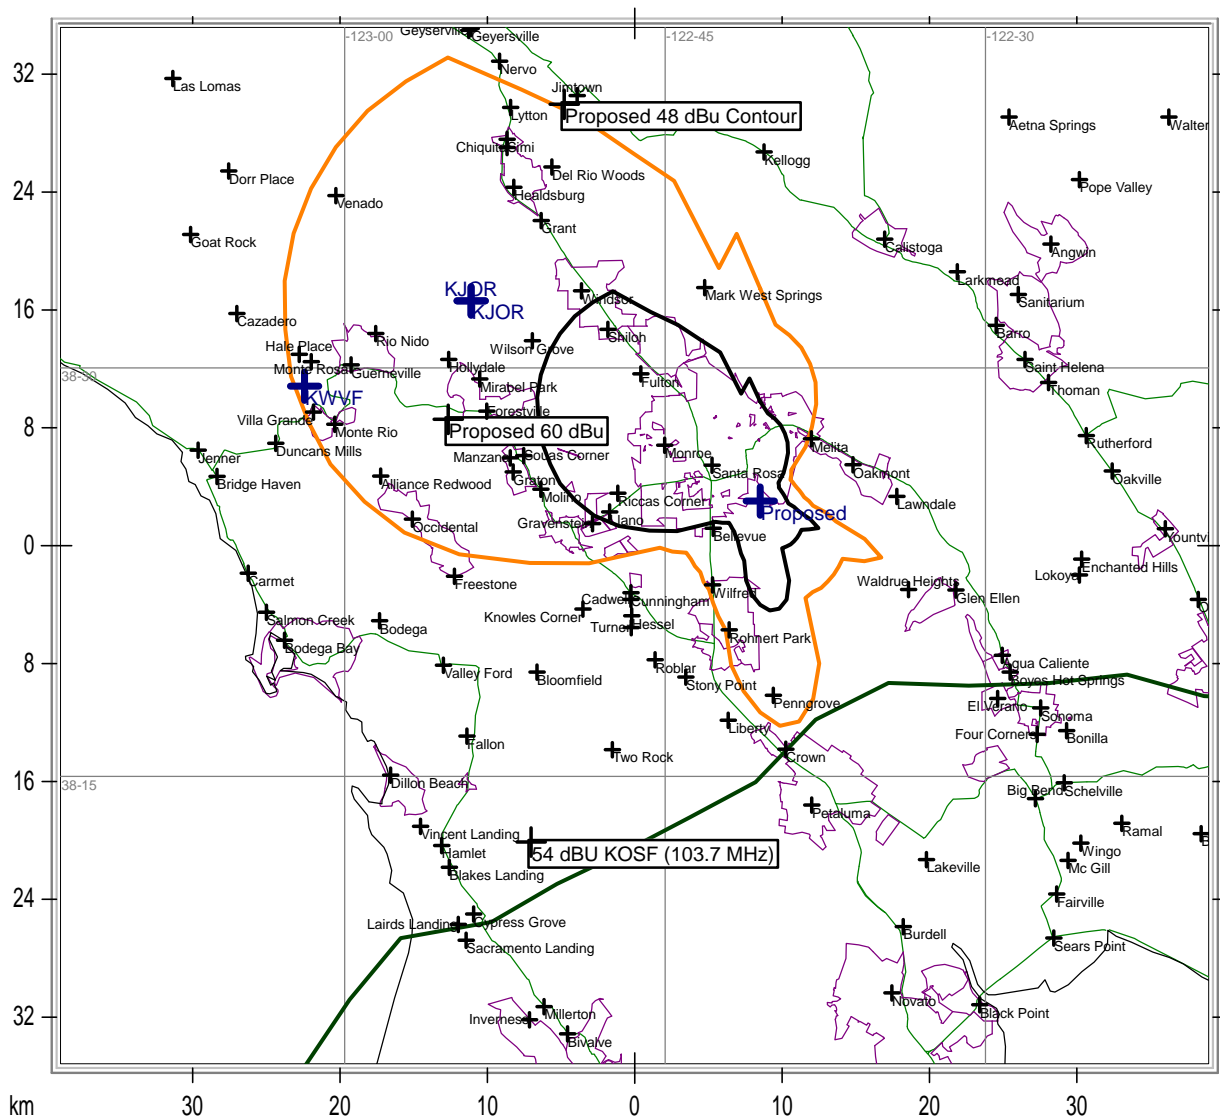 Geyserville
Geyersville
-123-00
-122-45
-122-30
Nervo
32
Las Lomas
Jimtown
Lytton
Proposed 48 dBu Contour
Aetna Springs
Walter
Chiquita
Simi
Kellogg
Del Rio Woods
Dorr Place
Healdsburg
Pope Valley
24
Venado
Grant
Goat Rock
Calistoga
Angwin
Larkmead
KJOR
KJOR
Windsor
Mark West Springs
Sanitarium
16
Cazadero
Rio Nido
Shiloh
Barro
Hale Place
Wilson Grove
Monte Rosa
Guerneville
Hollydale
Saint Helena
38-30
Mirabel Park
Fulton
Thoman
KWVF
Villa Grande
Forestville
8
Monte Rio
Proposed 60 dBu
Melita
Rutherford
Duncans Mills
Jenner
Manzana
Monroe
Santa Rosa
Oakmont
Bridge Haven
Alliance Redwood
Graton
Oakville
Molino
Riccas Corner
Lawndale
Occidental
Gravenstein
Llano
Proposed
Bellevue
0
Yountv
Enchanted Hills
Lokoya
Carmet
Freestone
Waldrue Heights
Glen Ellen
Wilfred
Cadwell
Cunningham
Knowles Corner
Salmon Creek
Bodega
Turner
Hessel
Rohnert Park
Bodega Bay
8
Valley Ford
Bloomfield
Roblar
Stony Point
Agua Caliente
Boyes Hot Springs
Penngrove
El Verano
Sonoma
Liberty
Four Corners
Bonilla
Fallon
Two Rock
Crown
16
38-15
Dillon Beach
Big Bend
Schelville
Petaluma
Vincent Landing
Ramal
Hamlet
54 dBU KOSF (103.7 MHz)
Wingo
Blakes Landing
Lakeville
Mc Gill
24
Fairville
Lairds Landing
Cypress Grove
Burdell
Sacramento Landing
Sears Point
32
Inverness
Millerton
Novato
Black Point
Bivalve
km
30
20
10
0
10
20
30